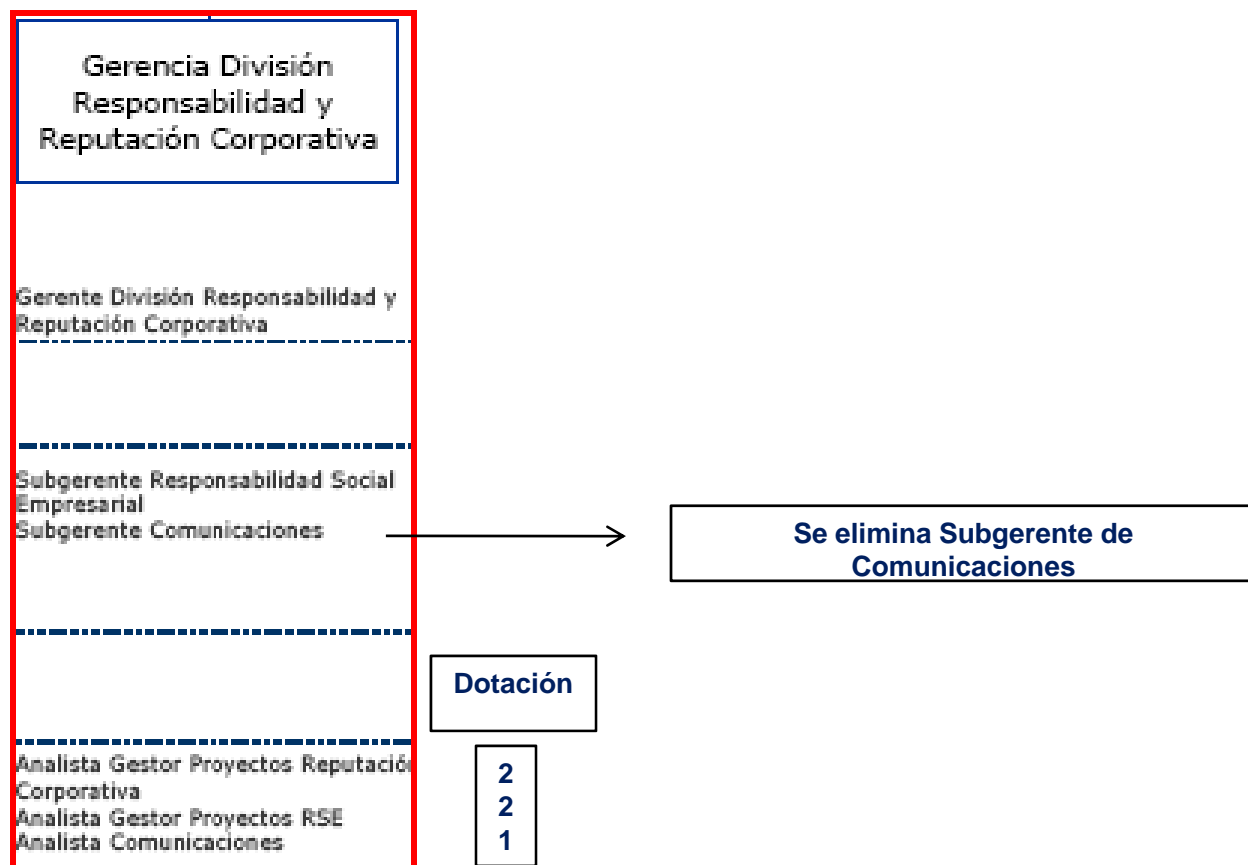 Gerencia División
Responsabilidad y
Reputación Corporativa
Gerente División Responsabilidad y
Reputación Corporativa
Subgerente Responsabilidad Social
Empresarial
Subgerente Comunicaciones
Se elimina Subgerente de
Comunicaciones
Dotación
Analista Gestor Proyectos Reputación
Corporativa
Analista Gestor Proyectos RSE
Analista Comunicaciones
2
2
1